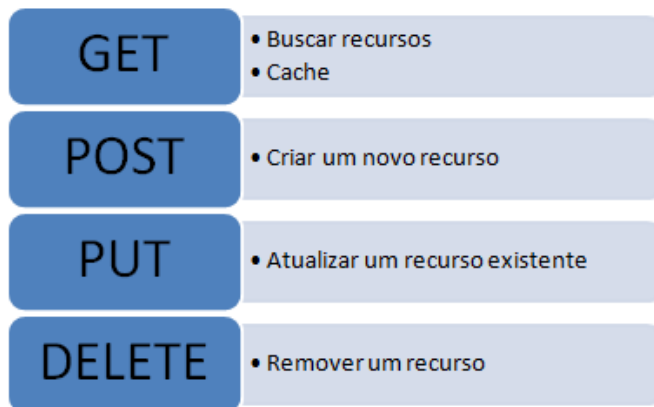 GET
• Buscar recursos
• Cache
POST
• Criar um novo recurso
PUT
• Atualizar um recurso existente
DELETE
• Remover um recurso